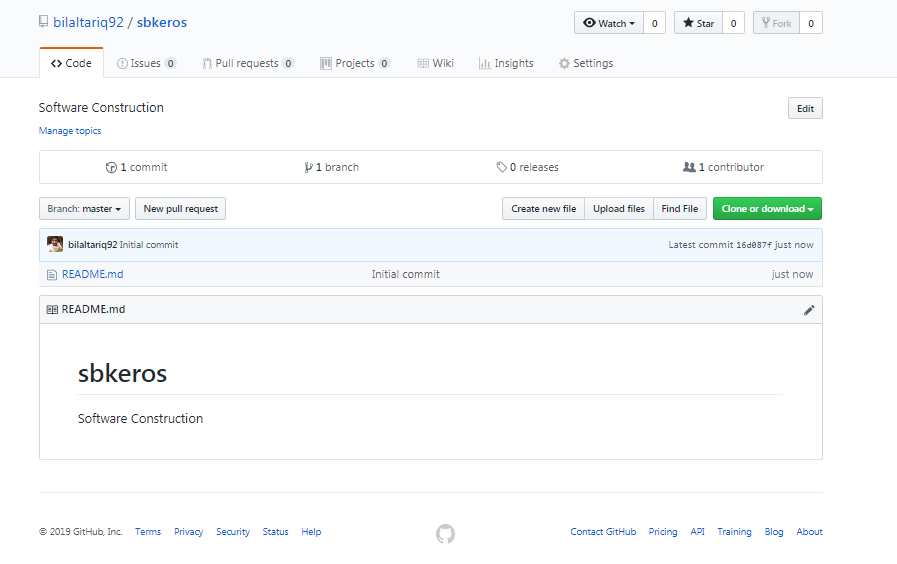 bilaltariq92 / sbkeros Watch 0 Star 0 Fork 0
Code Issues 0 Pull requests 0 Projects 0 Wiki Insights Settings
Software Construction Edit
Manage topics
1 commit 1 branch 0 releases 1 contributor
Branch: master New pull request Create new file Upload files Find File Clone or download
bilaltariq92 Initial commit Latest commit 16d087f just now
README.md Initial commit just now
README.md
sbkeros
Software Construction
© 2019 GitHub, Inc. Terms Privacy Security Status Help Contact GitHub Pricing API Training Blog About